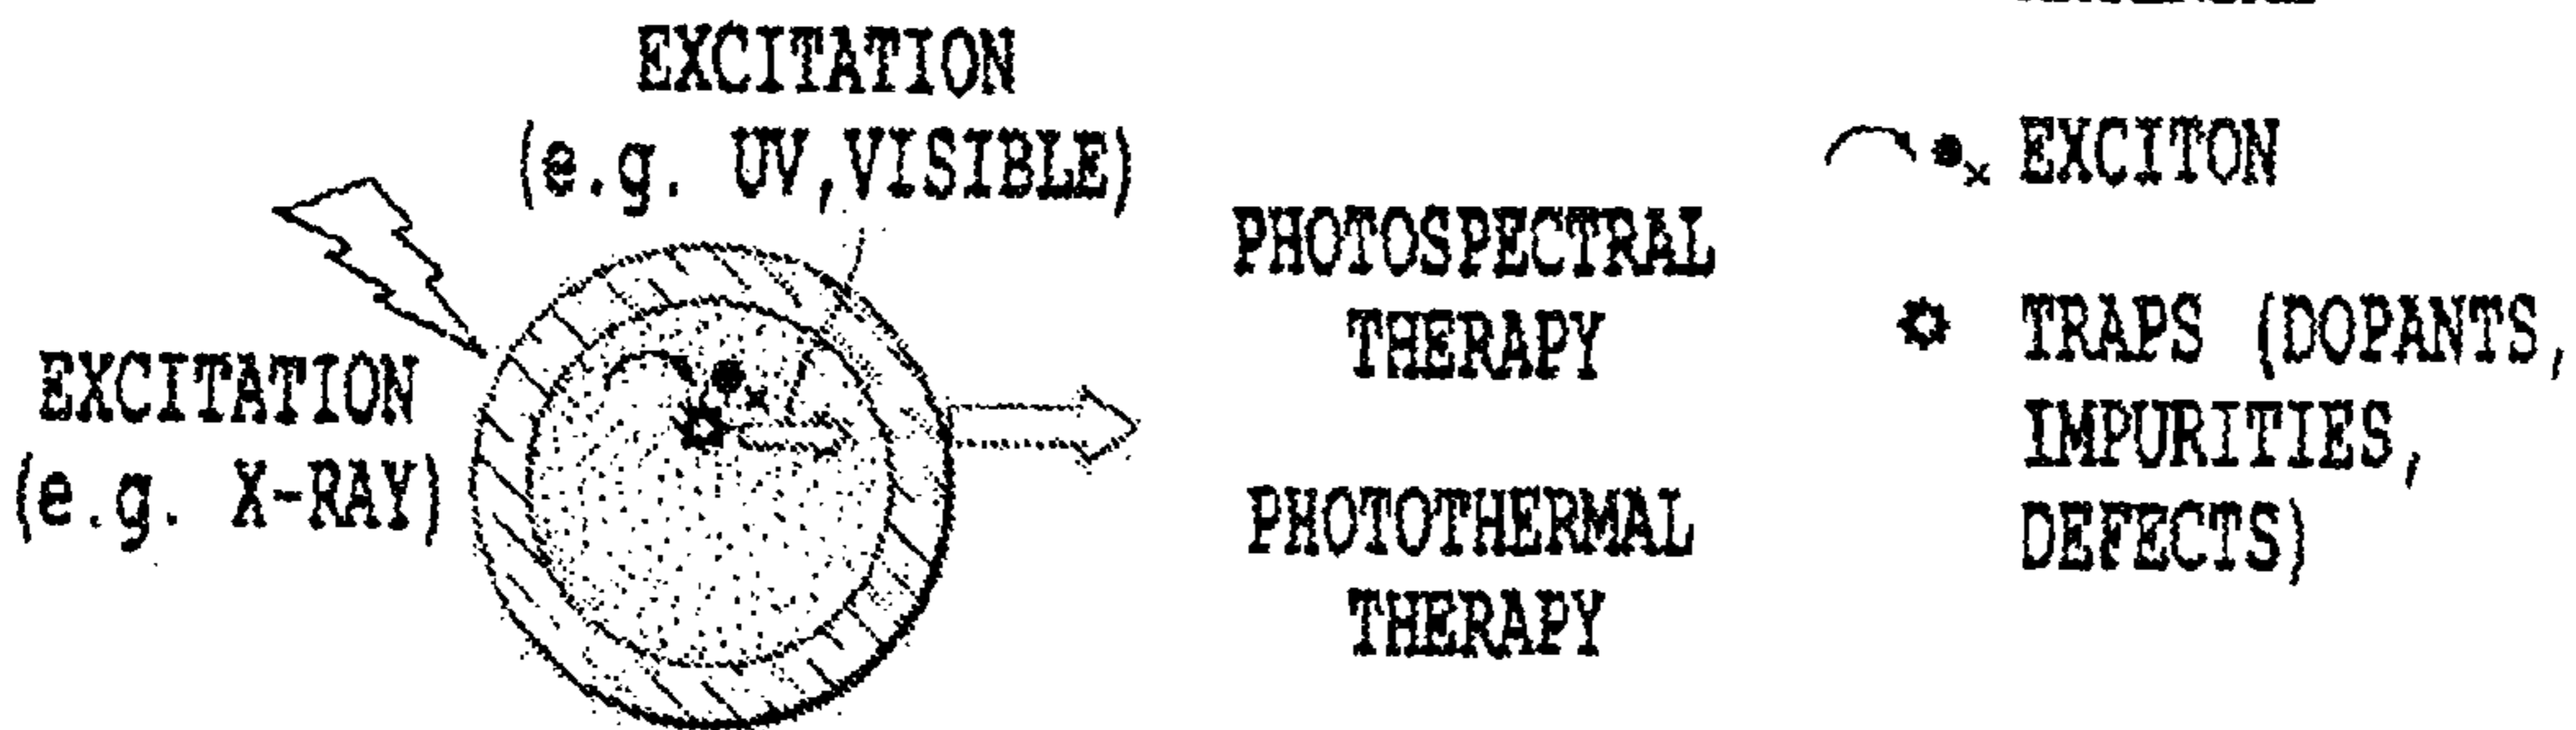 EXCITATION
(e.g. UV,VISIBLE)
EXCITATION
(e.g. X-RAY)
PHOTOSPECTRAL
THERAPY
PHOTOTHERMAL
THERAPY
x EXCITON
TRAPS (DOPANTS,
IMPURITIES,
DEFECTS)